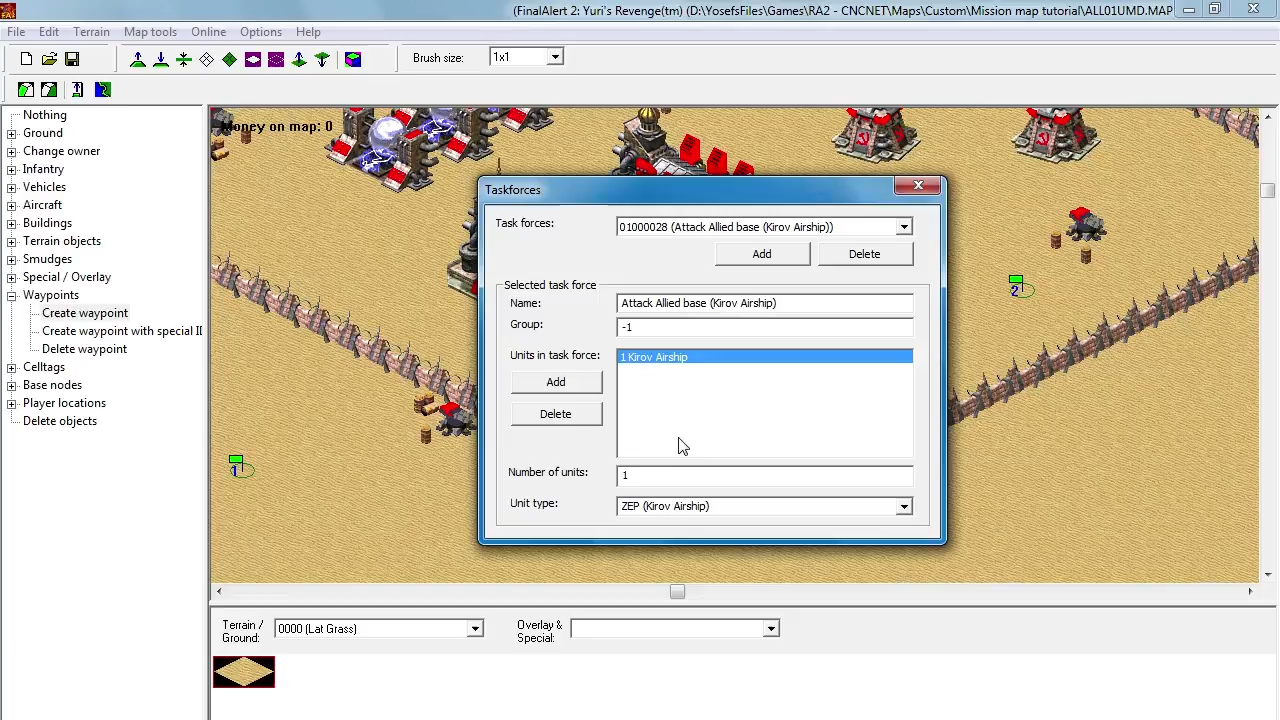 (FinalAlert 2: Yuri's Revenge(tm) (D:\YosefsFiles\Games\RA2 - CNCNET\Maps\Custom\Mission map tutorial\ALL01UMD.MAP
File Edit Terrain Map tools Online Options Help
Brush size: 1x1
Nothing
Ground
Change owner
Infantry
Vehicles
Aircraft
Buildings
Terrain objects
Smudges
Special / Overlay
Waypoints
Create waypoint
Create waypoint with special I
Delete waypoint
Celltags
Base nodes
Player locations
Delete objects
Money on map: 0
1
2
Taskforces
Task forces: 01000028 (Attack Allied base (Kirov Airship))
Add Delete
Selected task force
Name: Attack Allied base (Kirov Airship)
Group: -1
Units in task force: 1 Kirov Airship
Add
Delete
Number of units: 1
Unit type: ZEP (Kirov Airship)
Terrain / Ground: 0000 (Lat Grass)
Overlay & Special: